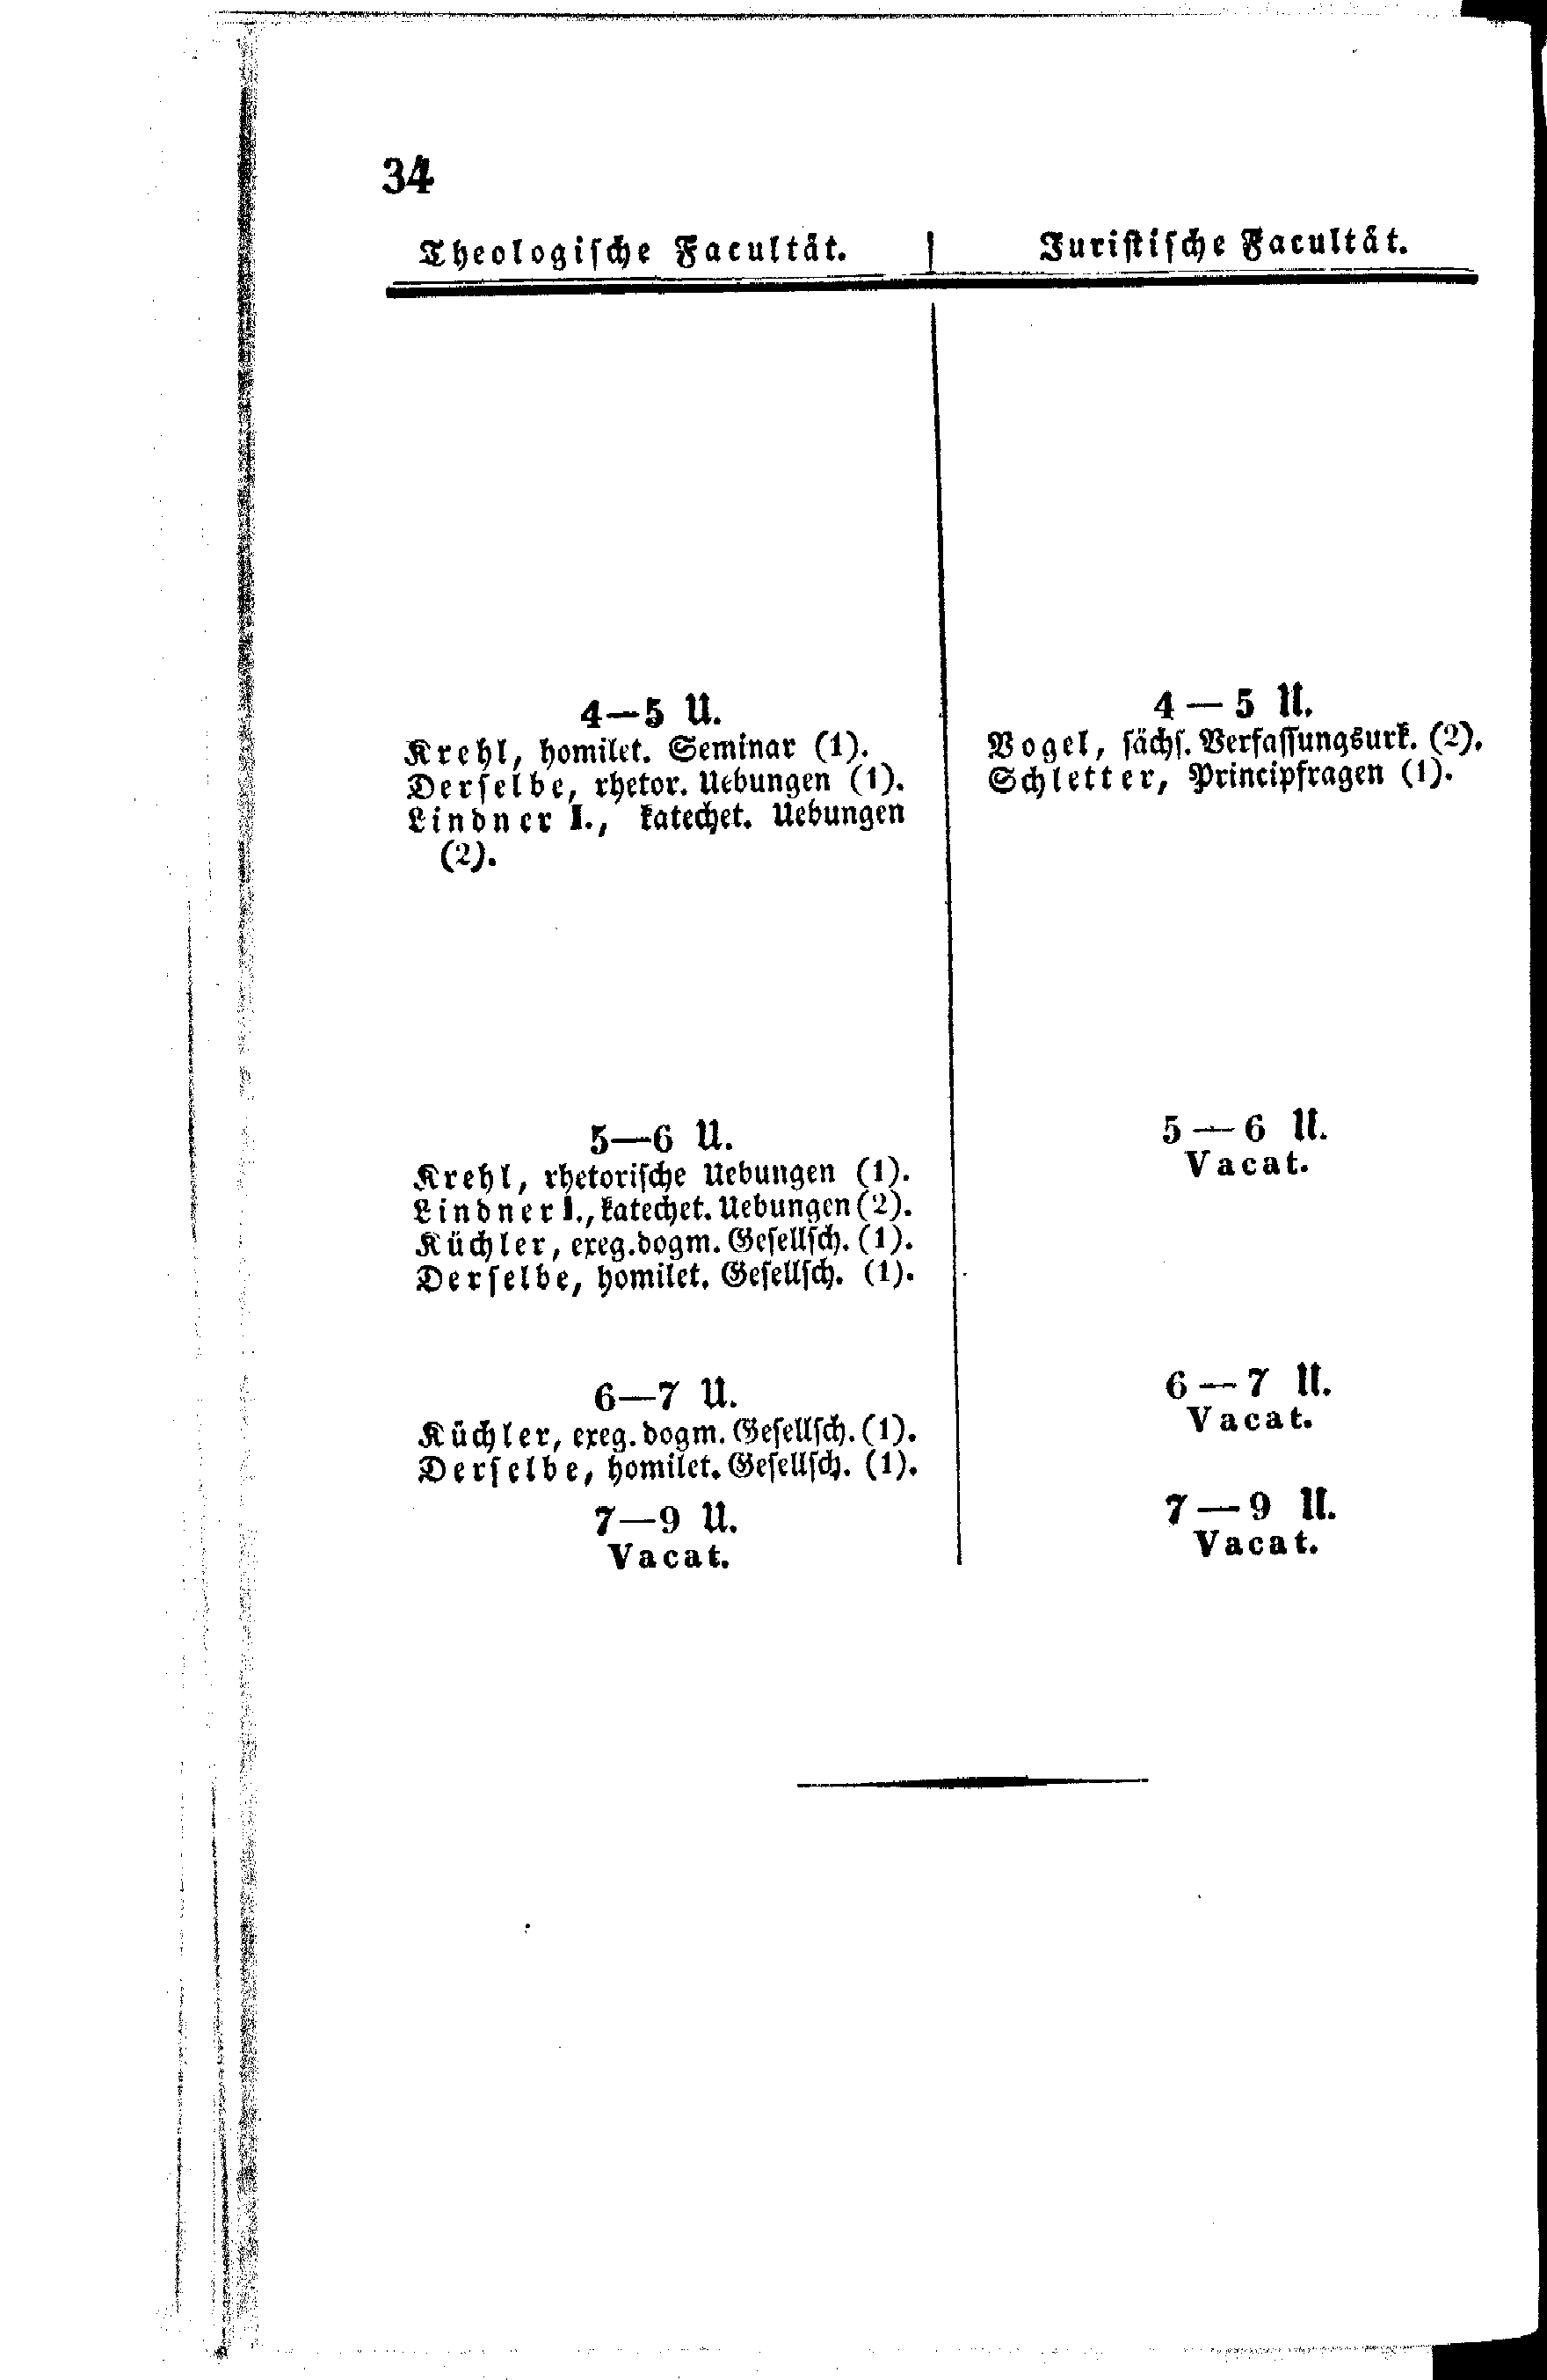 34
Theologische Facultät.
Juristische Facultät.
4—5 U.
Krehl, homilet. Seminar (1).
Derselbe, rhetor. Uebungen (1).
Lindner I., katechet. Uebungen
(2).
5—6 U.
Krehl, rhetorische Uebungen (1).
Lindner I., katechet. Uebungen (2).
Küchler, exeg. dogm. Gesellsch. (1).
Derselbe, homilet. Gesellsch. (1).
6—7 U.
Küchler, exeg. dogm. Gesellsch. (1).
Derselbe, homilet. Gesellsch. (1).
7—9 U.
Vacat.
4 — 5 U.
Vogel, sächs. Verfassungsurk. (2).
Schletter, Principfragen (1).
5 — 6 U.
Vacat.
6 — 7 U.
Vacat.
7 — 9 U.
Vacat.